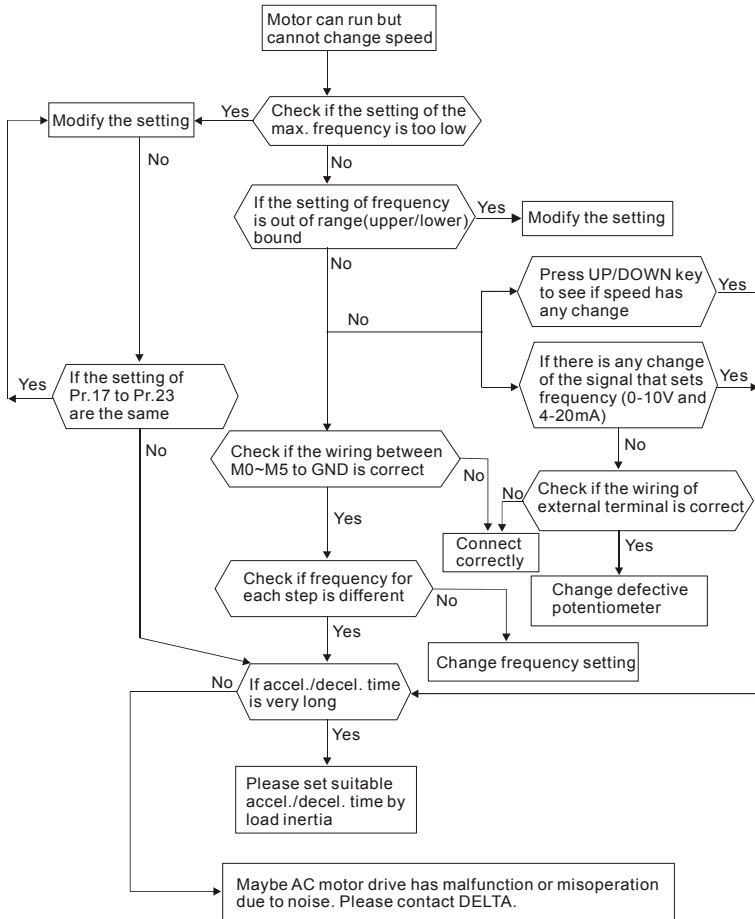 Motor can run but
cannot change speed
Yes
Check if the setting of the
max. frequency is too low
Modify the setting
No
No
If the setting of frequency
is out of range(upper/lower)
bound
Yes
Modify the setting
No
Press UP/DOWN key
to see if speed has
any change
Yes
No
If there is any change
of the signal that sets
frequency (0-10V and
4-20mA)
Yes
Yes
If the setting of
Pr.17 to Pr.23
are the same
No
Check if the wiring between
M0~M5 to GND is correct
No
No
No
Check if the wiring of
external terminal is correct
Yes
Connect
correctly
Yes
Change defective
potentiometer
Check if frequency for
each step is different
No
Yes
Change frequency setting
No
If accel./decel. time
is very long
Yes
Please set suitable
accel./decel. time by
load inertia
Maybe AC motor drive has malfunction or misoperation
due to noise. Please contact DELTA.